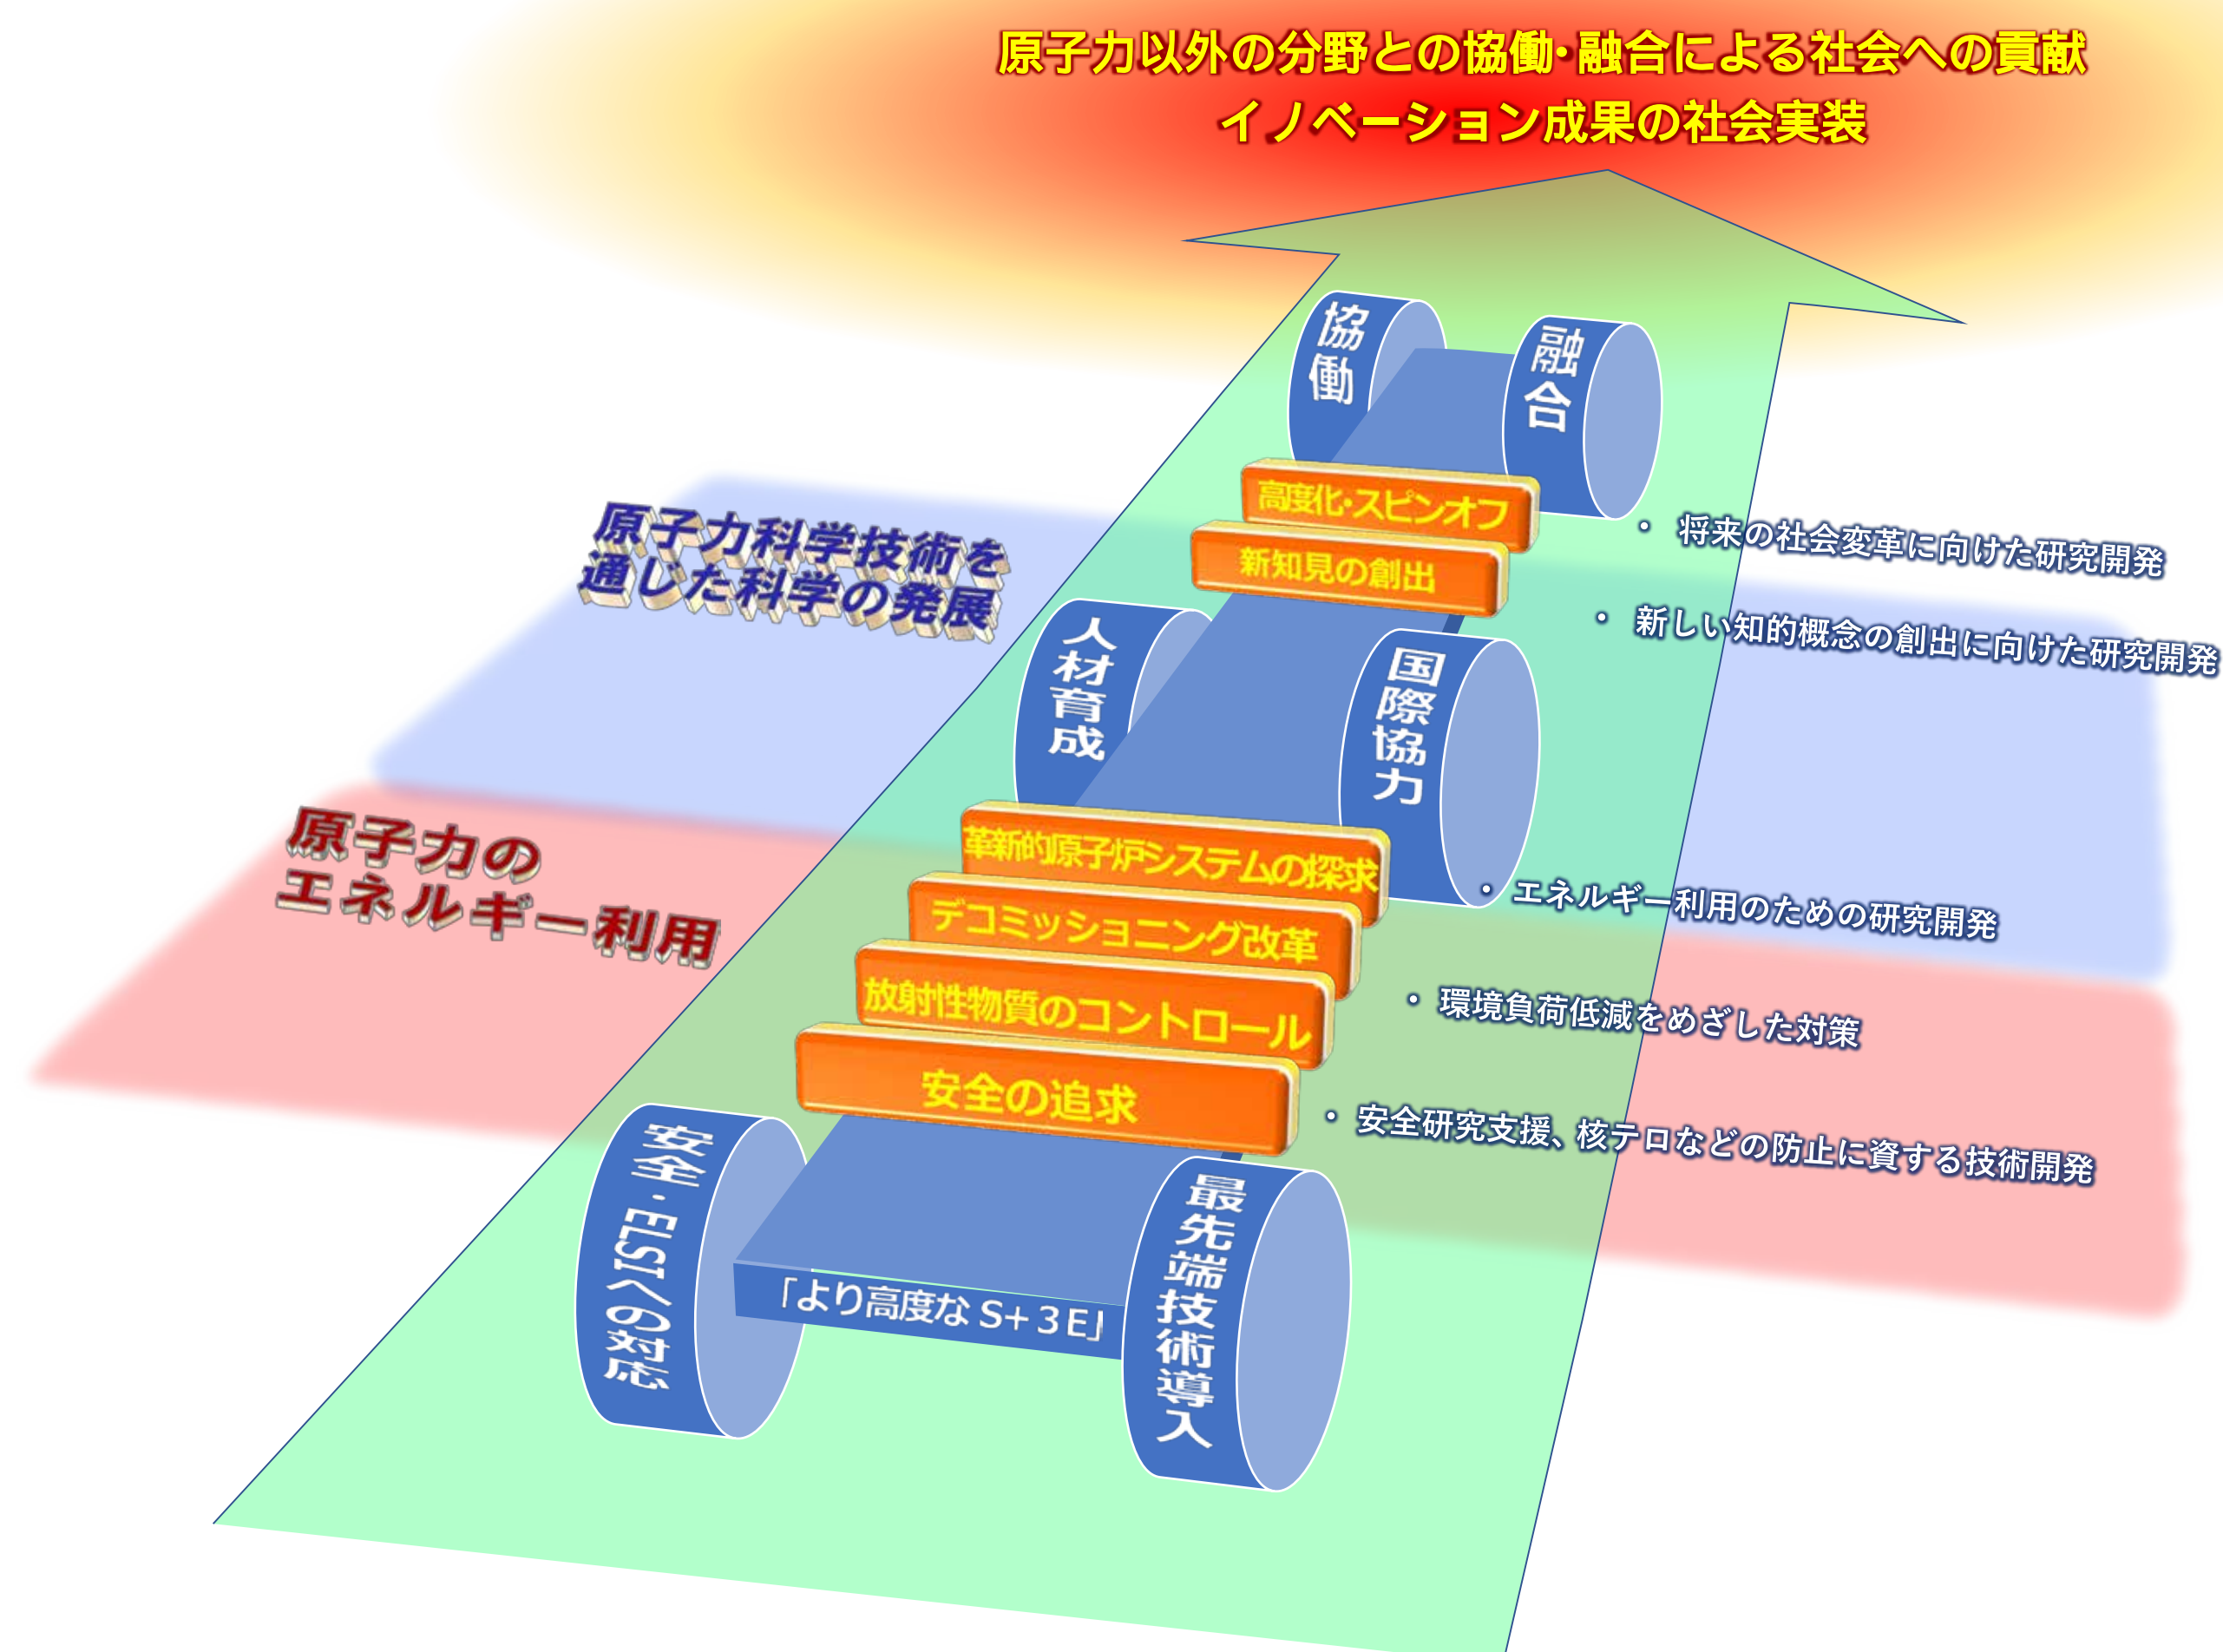 原子力以外の分野との協働・融合による社会への貢献
イノベーション成果の社会実装
協働
融合
高度化・スピンオフ
新知見の創出
・ 将来の社会変革に向けた研究開発
・ 新しい知的概念の創出に向けた研究開発
原子力科学技術を
通じた科学の発展
人材育成
国際協力
原子力の
エネルギー利用
革新的原子炉システムの探求
デコミッショニング改革
放射性物質のコントロール
安全の追求
・ エネルギー利用のための研究開発
・ 環境負荷低減をめざした対策
・ 安全研究支援、核テロなどの防止に資する技術開発
安全・ELSIへの対応
最先端技術導入
「より高度な S+３E」